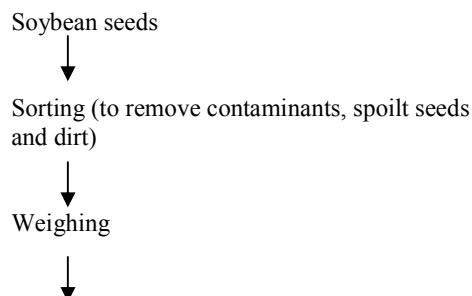 Soybean seeds
Sorting (to remove contaminants, spoilt seeds
and dirt)
Weighing